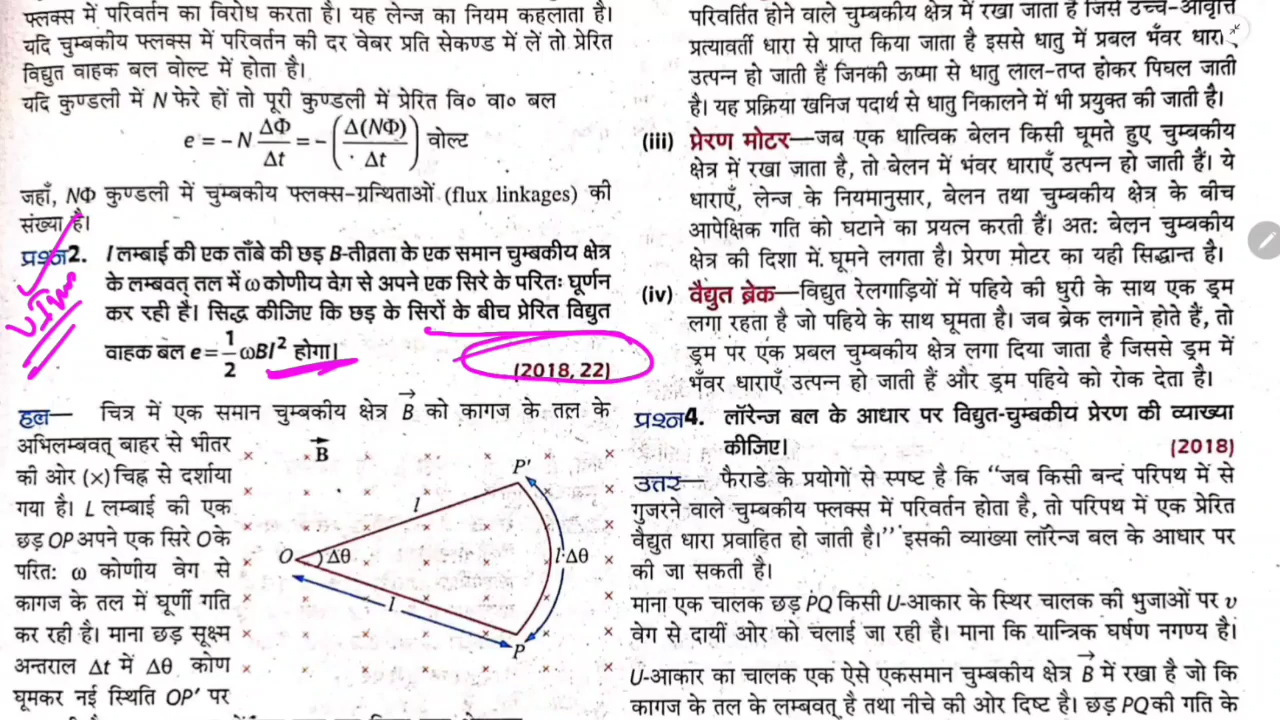 फ्लक्स में परिवर्तन का विरोध करता है। यह लेन्ज का नियम कहलाता है।
यदि चुम्बकीय फ्लक्स में परिवर्तन की दर वेबर प्रति सेकण्ड में लें तो प्रेरित
विद्युत वाहक बल वोल्ट में होता है।
यदि कुण्डली में N फेरे हों तो पूरी कुण्डली में प्रेरित वि० वा० बल
e = – N ΔΦ/Δt = – (Δ(NΦ)/Δt) वोल्ट
जहाँ, NΦ कुण्डली में चुम्बकीय फ्लक्स-ग्रन्थिताओं (flux linkages) की
संख्या है।
प्रश्न2. l लम्बाई की एक ताँबे की छड़ B-तीव्रता के एक समान चुम्बकीय क्षेत्र
के लम्बवत् तल में ω कोणीय वेग से अपने एक सिरे के परितः घूर्णन
कर रही है। सिद्ध कीजिए कि छड़ के सिरों के बीच प्रेरित विद्युत
वाहक बल e = 1/2 ωBl² होगा।
(2018, 22)
हल— चित्र में एक समान चुम्बकीय क्षेत्र B⃗ को कागज के तल के
अभिलम्बवत् बाहर से भीतर
की ओर (×) चिह्न से दर्शाया
गया है। L लम्बाई की एक
छड़ OP अपने एक सिरे O के
परितः ω कोणीय वेग से
कागज के तल में घूर्णी गति
कर रही है। माना छड़ सूक्ष्म
अन्तराल Δt में Δθ कोण
घूमकर नई स्थिति OP′ पर
B⃗
P′
l
O
Δθ
l·Δθ
l
P
परिवर्तित होने वाले चुम्बकीय क्षेत्र में रखा जाता है जिसे उच्च-आवृत्ति
प्रत्यावर्ती धारा से प्राप्त किया जाता है इससे धातु में प्रबल भँवर धाराएँ
उत्पन्न हो जाती हैं जिनकी ऊष्मा से धातु लाल-तप्त होकर पिघल जाती
है। यह प्रक्रिया खनिज पदार्थ से धातु निकालने में भी प्रयुक्त की जाती है।
(iii) प्रेरण मोटर—जब एक धात्विक बेलन किसी घूमते हुए चुम्बकीय
क्षेत्र में रखा जाता है, तो बेलन में भंवर धाराएँ उत्पन्न हो जाती हैं। ये
धाराएँ, लेन्ज के नियमानुसार, बेलन तथा चुम्बकीय क्षेत्र के बीच
आपेक्षिक गति को घटाने का प्रयत्न करती हैं। अतः बेलन चुम्बकीय
क्षेत्र की दिशा में घूमने लगता है। प्रेरण मोटर का यही सिद्धान्त है।
(iv) वैद्युत ब्रेक—विद्युत रेलगाड़ियों में पहिये की धुरी के साथ एक ड्रम
लगा रहता है जो पहिये के साथ घूमता है। जब ब्रेक लगाने होते हैं, तो
ड्रम पर एक प्रबल चुम्बकीय क्षेत्र लगा दिया जाता है जिससे ड्रम में
भँवर धाराएँ उत्पन्न हो जाती हैं और ड्रम पहिये को रोक देता है।
प्रश्न4. लॉरेन्ज बल के आधार पर विद्युत-चुम्बकीय प्रेरण की व्याख्या
कीजिए।
(2018)
उत्तर— फैराडे के प्रयोगों से स्पष्ट है कि “जब किसी बन्द परिपथ में से
गुजरने वाले चुम्बकीय फ्लक्स में परिवर्तन होता है, तो परिपथ में एक प्रेरित
वैद्युत धारा प्रवाहित हो जाती है।” इसकी व्याख्या लॉरेन्ज बल के आधार पर
की जा सकती है।
माना एक चालक छड़ PQ किसी U-आकार के स्थिर चालक की भुजाओं पर υ
वेग से दायीं ओर को चलाई जा रही है। माना कि यान्त्रिक घर्षण नगण्य है।
U-आकार का चालक एक ऐसे एकसमान चुम्बकीय क्षेत्र B⃗ में रखा है जो कि
कागज के तल के लम्बवत् है तथा नीचे की ओर दिष्ट है। छड़ PQ की गति के